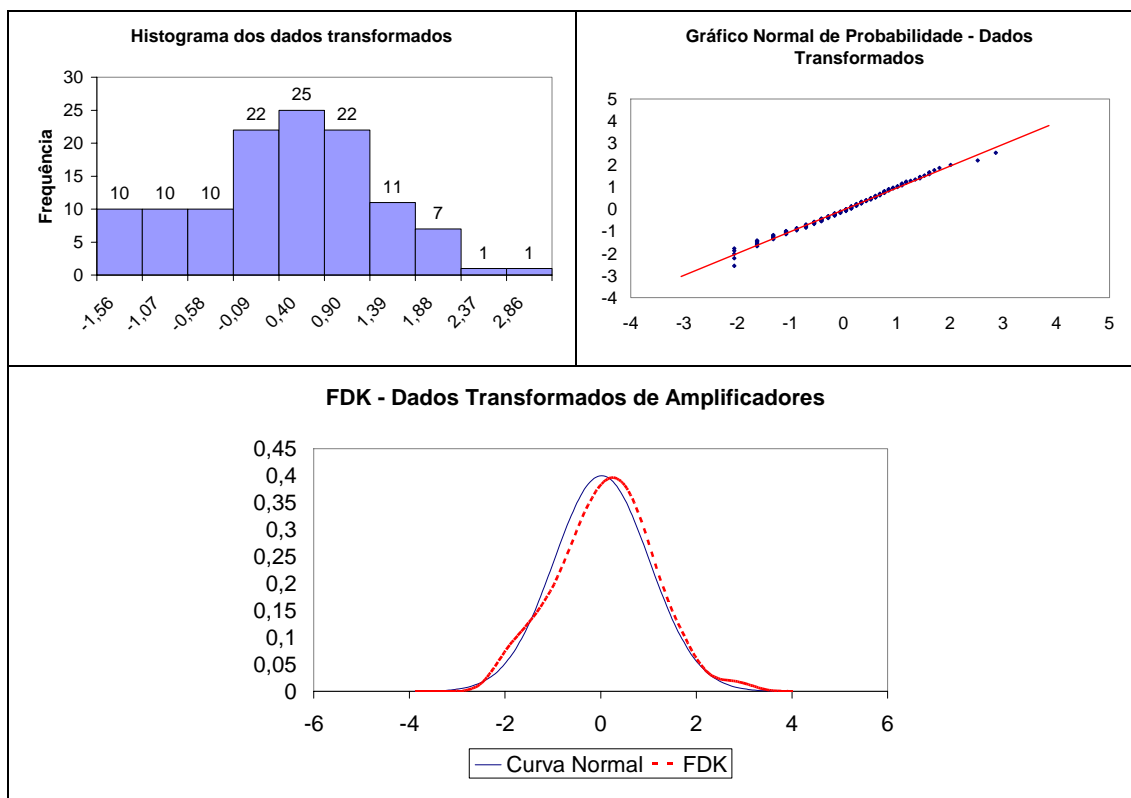 Histograma dos dados transformados
30
25
20
15
10
5
0
Frequência
10 10 10 22 25 22 11 7 1 1
-1,56 -1,07 -0,58 -0,09 0,40 0,90 1,39 1,88 2,37 2,86
Gráfico Normal de Probabilidade - Dados
Transformados
5
4
3
2
1
0
-1
-2
-3
-4
-4 -3 -2 -1 0 1 2 3 4 5
FDK - Dados Transformados de Amplificadores
0,45
0,4
0,35
0,3
0,25
0,2
0,15
0,1
0,05
0
-6 -4 -2 0 2 4 6
Curva Normal FDK